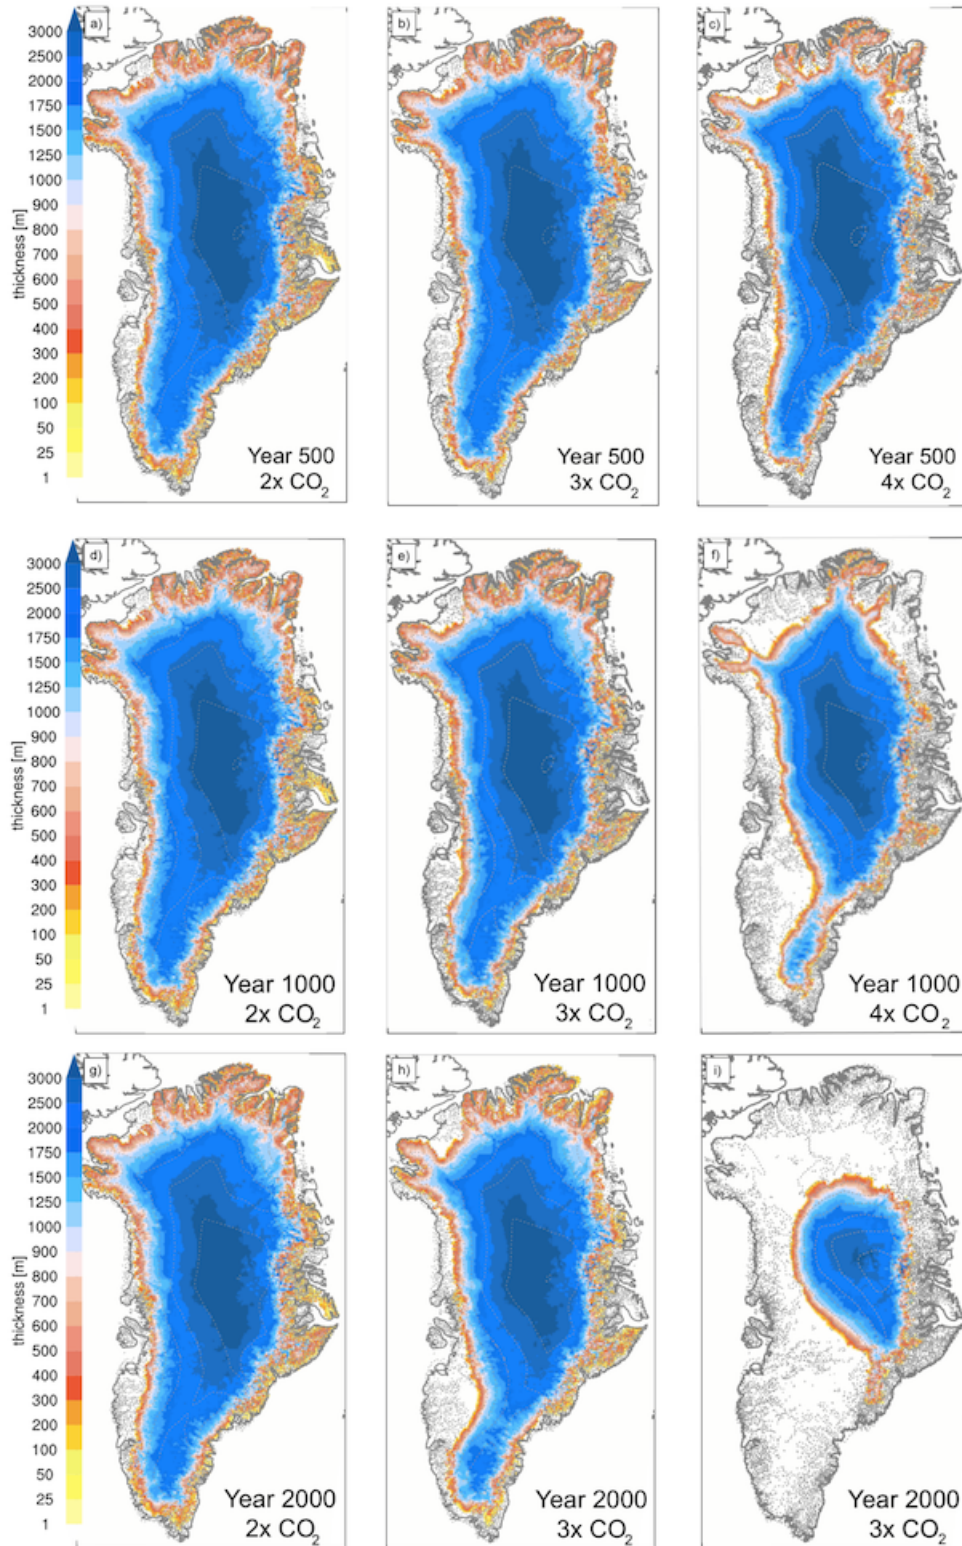 a)
b)
c)
3000
2500
2000
1750
1500
1250
1000
900
800
700
600
500
400
300
200
100
50
25
1
thickness [m]
Year 500
2x CO₂
Year 500
3x CO₂
Year 500
4x CO₂
d)
e)
f)
3000
2500
2000
1750
1500
1250
1000
900
800
700
600
500
400
300
200
100
50
25
1
thickness [m]
Year 1000
2x CO₂
Year 1000
3x CO₂
Year 1000
4x CO₂
g)
h)
i)
3000
2500
2000
1750
1500
1250
1000
900
800
700
600
500
400
300
200
100
50
25
1
thickness [m]
Year 2000
2x CO₂
Year 2000
3x CO₂
Year 2000
3x CO₂